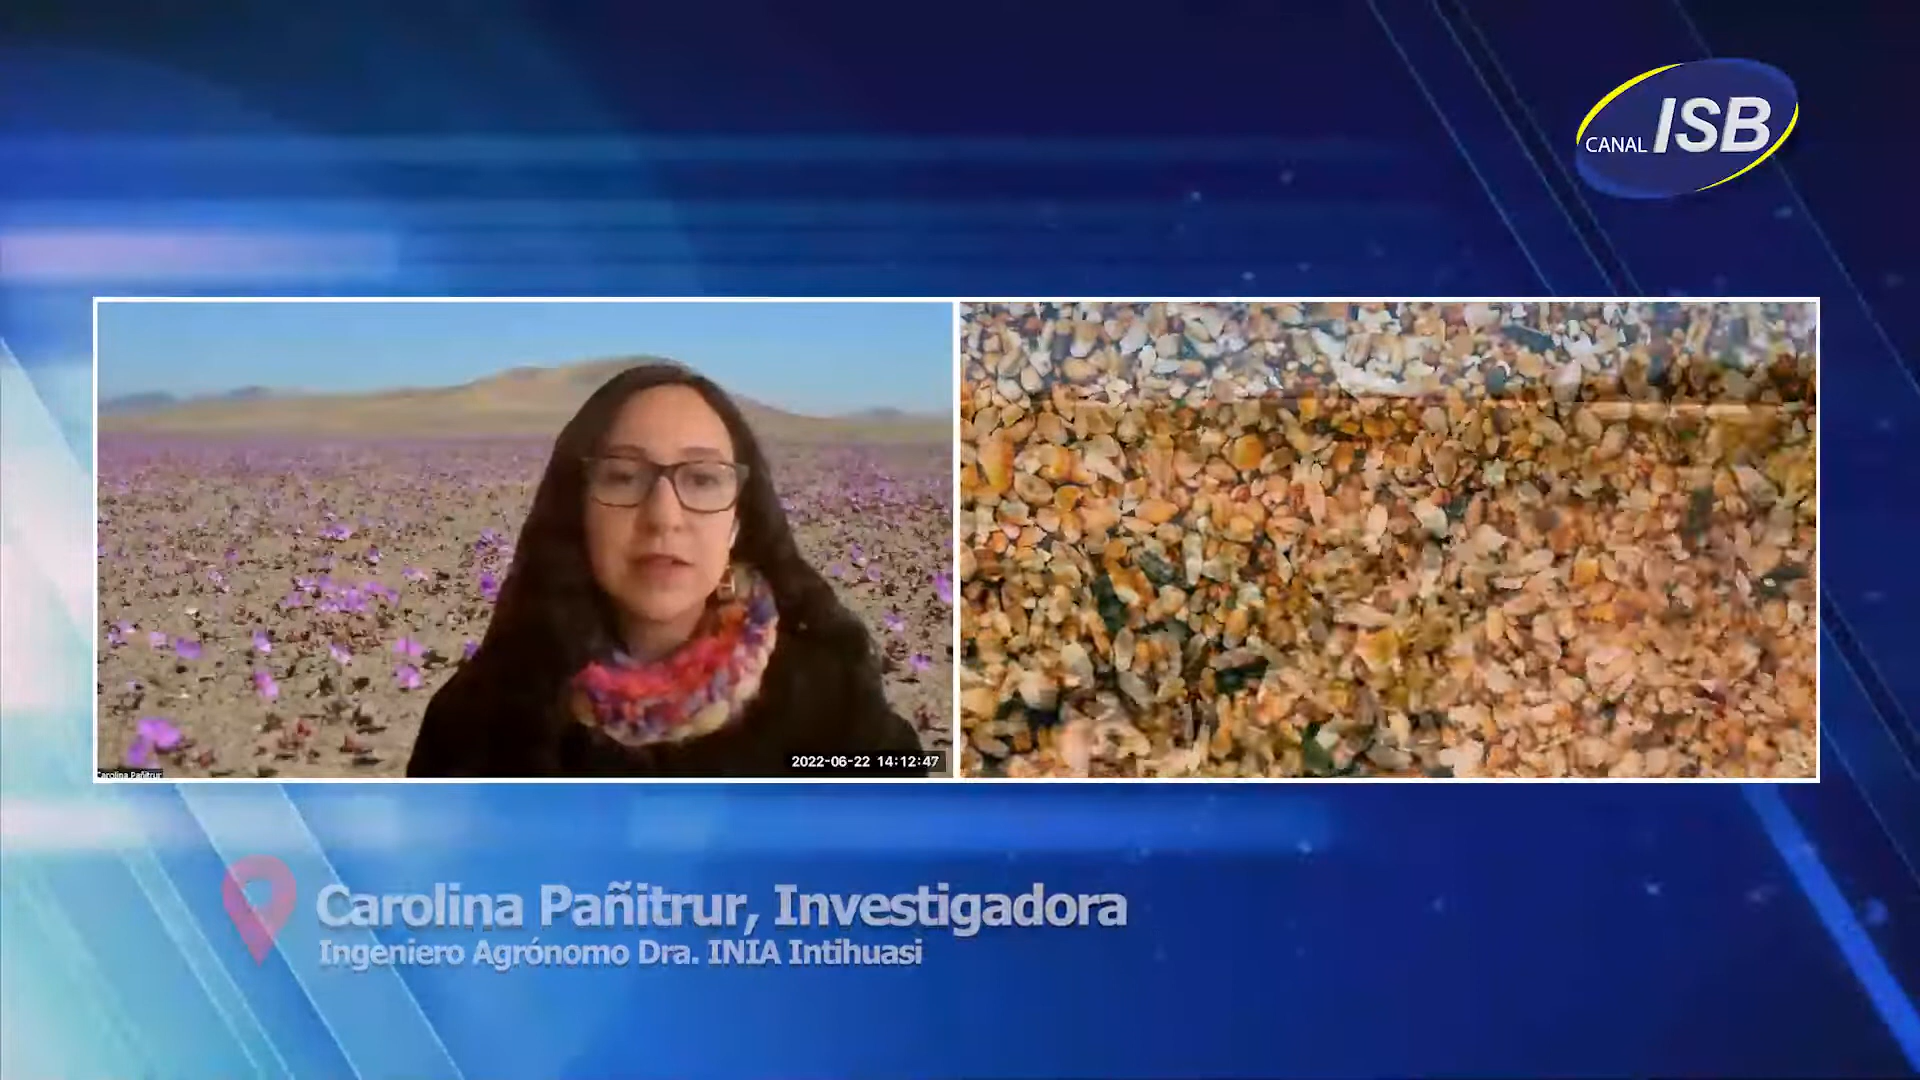 CANAL ISB
2022-06-22 14:12:47
Carolina Pañitrur
Carolina Pañitrur, Investigadora
Ingeniero Agrónomo Dra. INIA Intihuasi